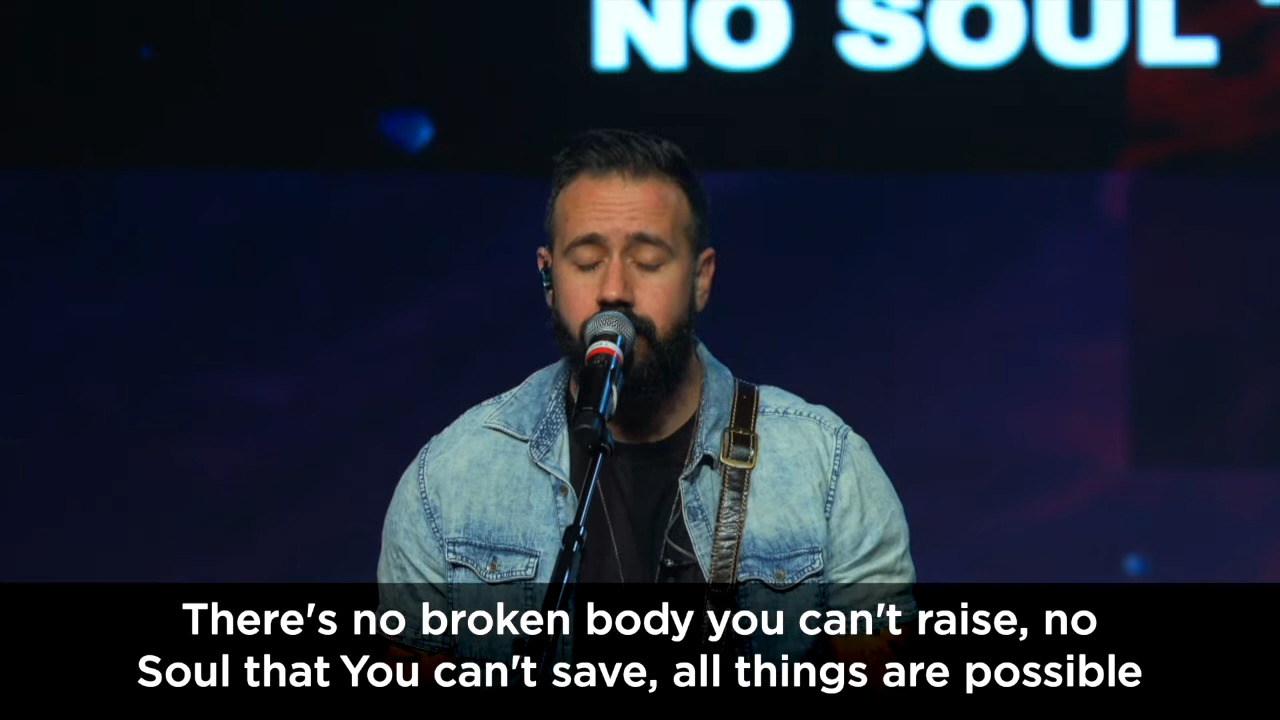 NO SOUL
There's no broken body you can't raise, no
Soul that You can't save, all things are possible